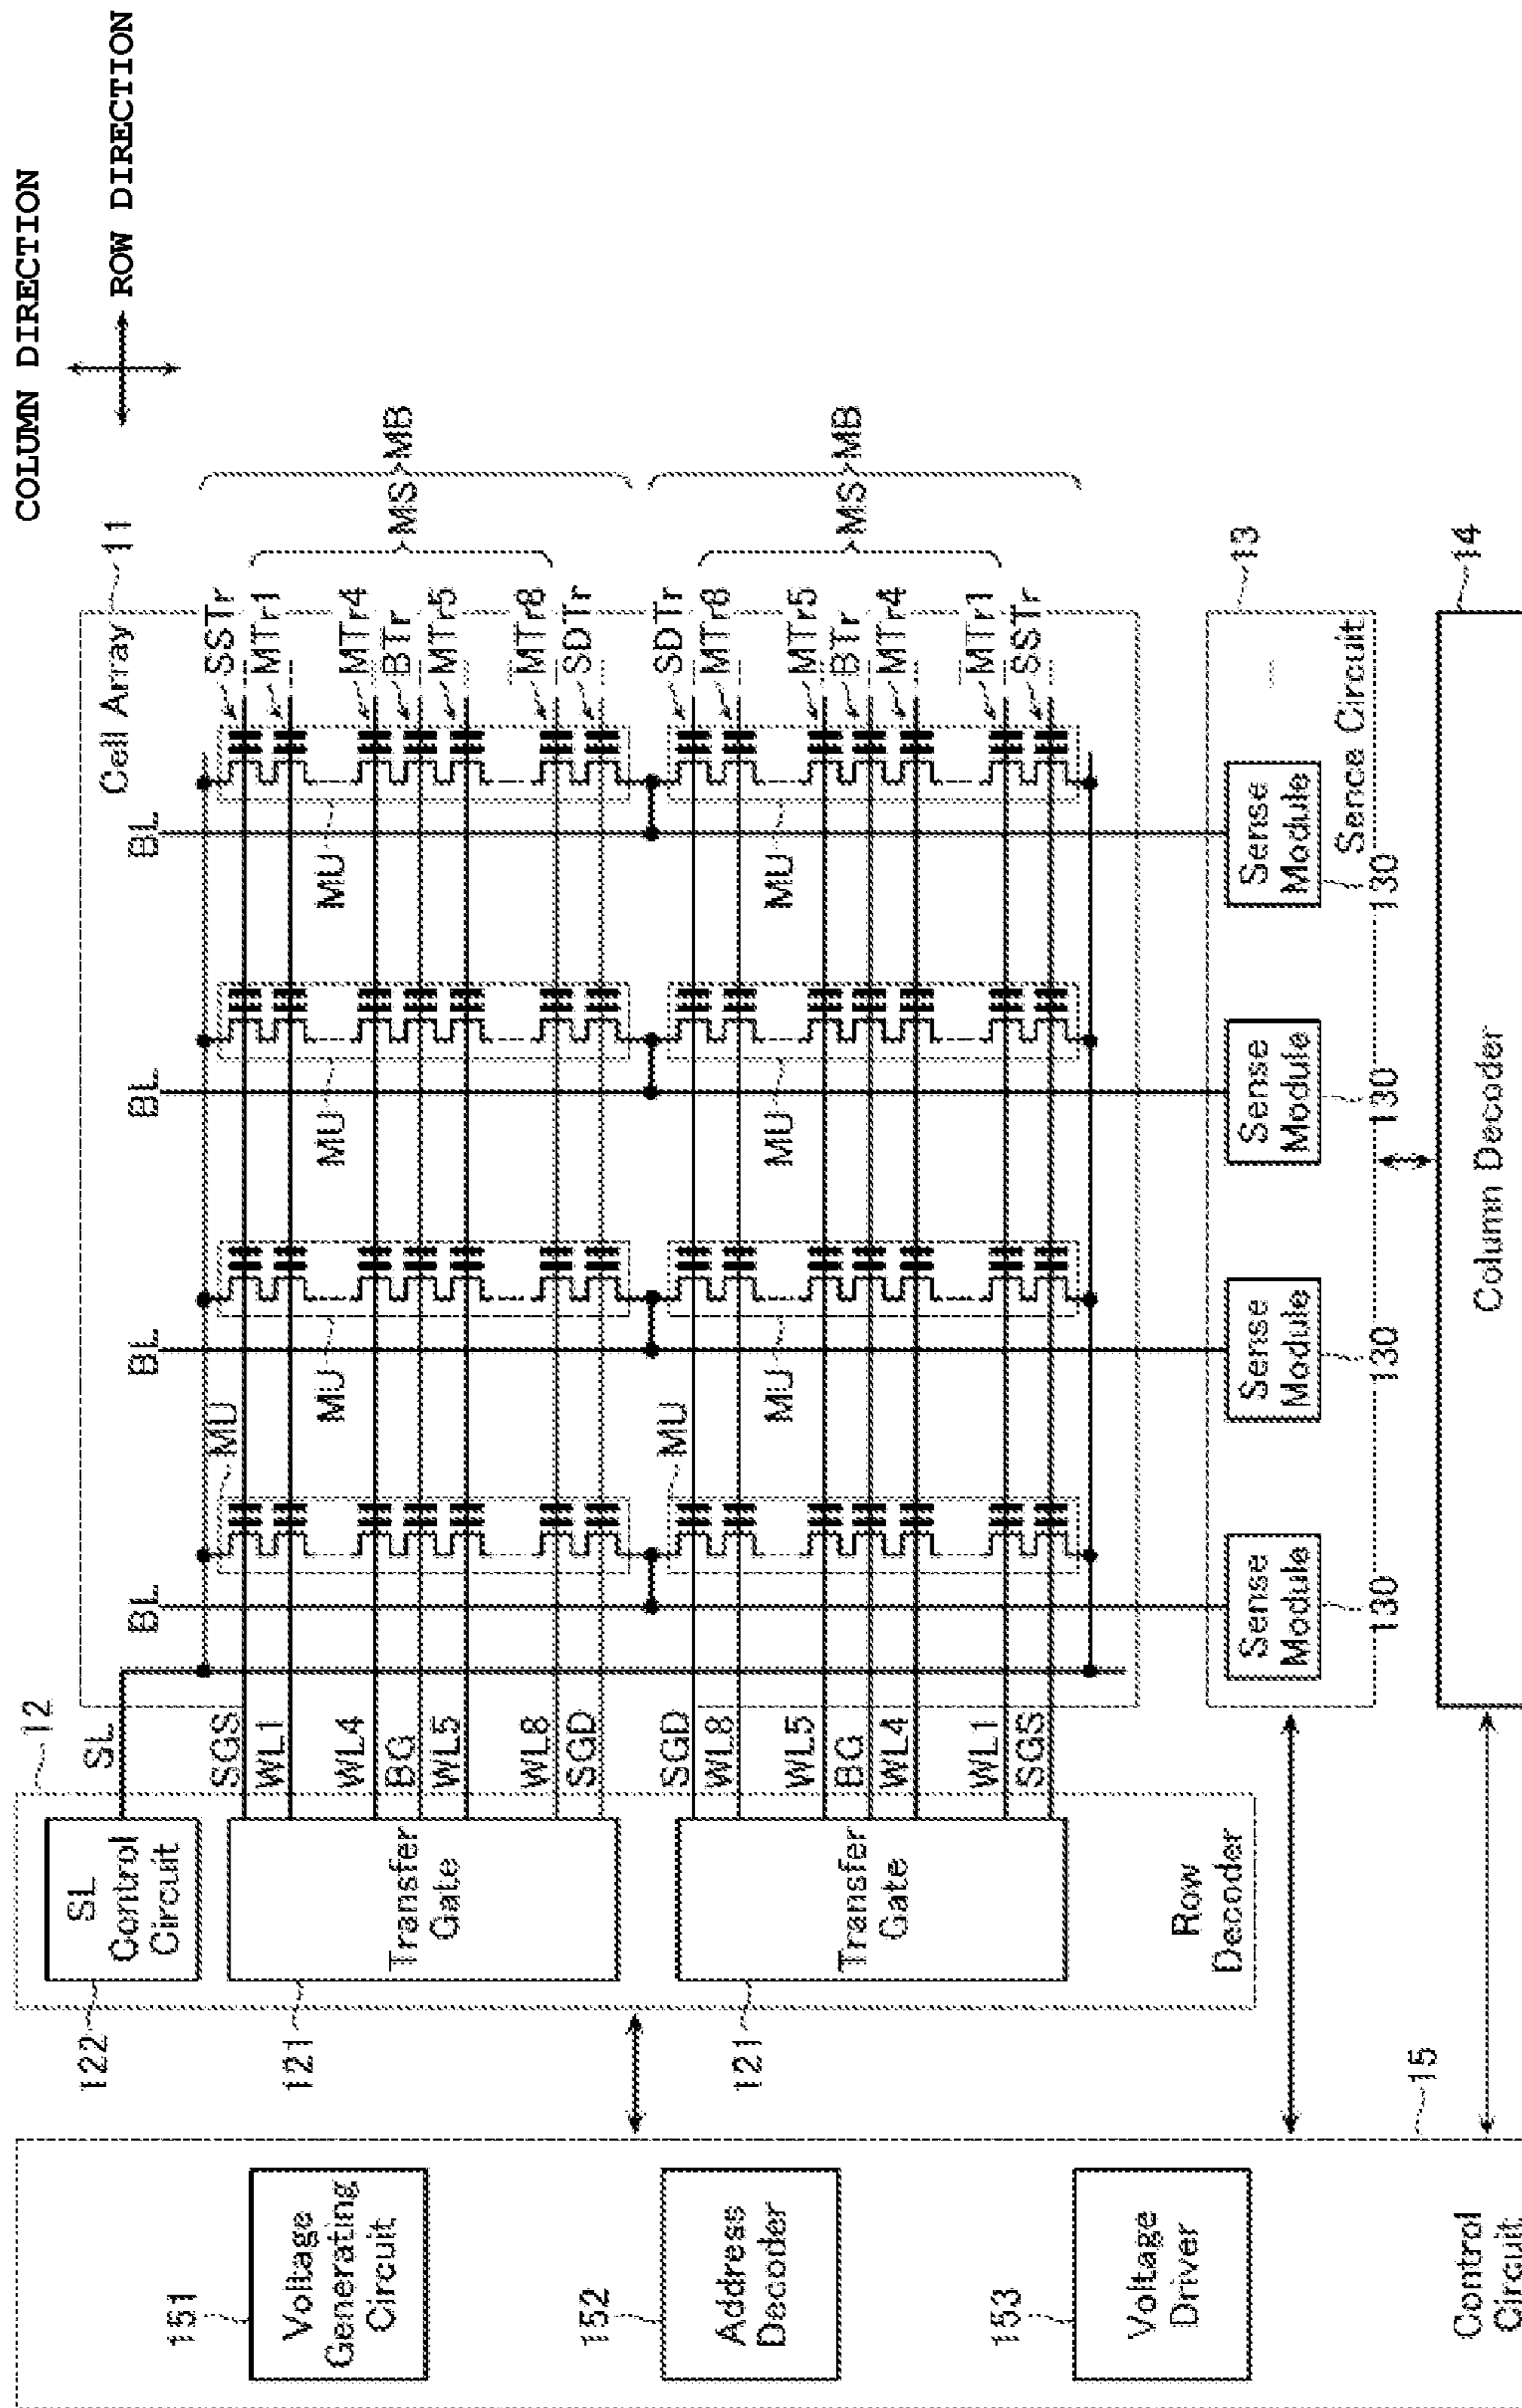 COLUMN DIRECTION
ROW DIRECTION
Cell Array
11
12
SL
BL
BL
BL
BL
SL
Control
Circuit
122
SGS
WL1
WL4
BG
WL5
WL8
SGD
Transfer
Gate
121
MU
MU
MU
MU
SSTr
MTr1
MTr4
BTr
MTr5
MTr8
SDTr
MS
MB
SGD
WL8
WL5
BG
WL4
WL1
SGS
Transfer
Gate
121
MU
MU
MU
MU
SDTr
MTr8
MTr5
BTr
MTr4
MTr1
SSTr
MS
MB
Row
Decoder
151
Voltage
Generating
Circuit
152
Address
Decoder
153
Voltage
Driver
15
Control
Circuit
Sense
Module
130
Sense
Module
130
Sense
Module
130
Sense
Module
130
Sence Circuit
13
Column Decoder
14